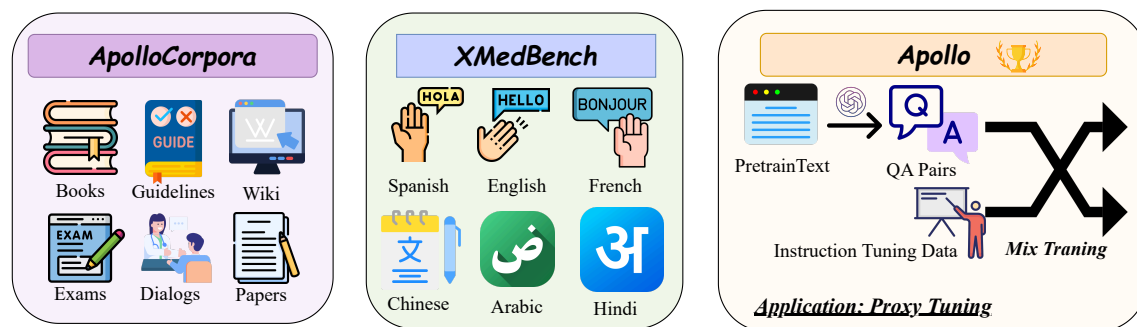 ApolloCorpora
GUIDE
W
Books
Guidelines
Wiki
EXAM
Exams
Dialogs
Papers
XMedBench
HOLA
HELLO
BONJOUR
Spanish
English
French
文
ض
अ
Chinese
Arabic
Hindi
Apollo
Q
A
PretrainText
QA Pairs
Instruction Tuning Data
Mix Traning
Application: Proxy Tuning